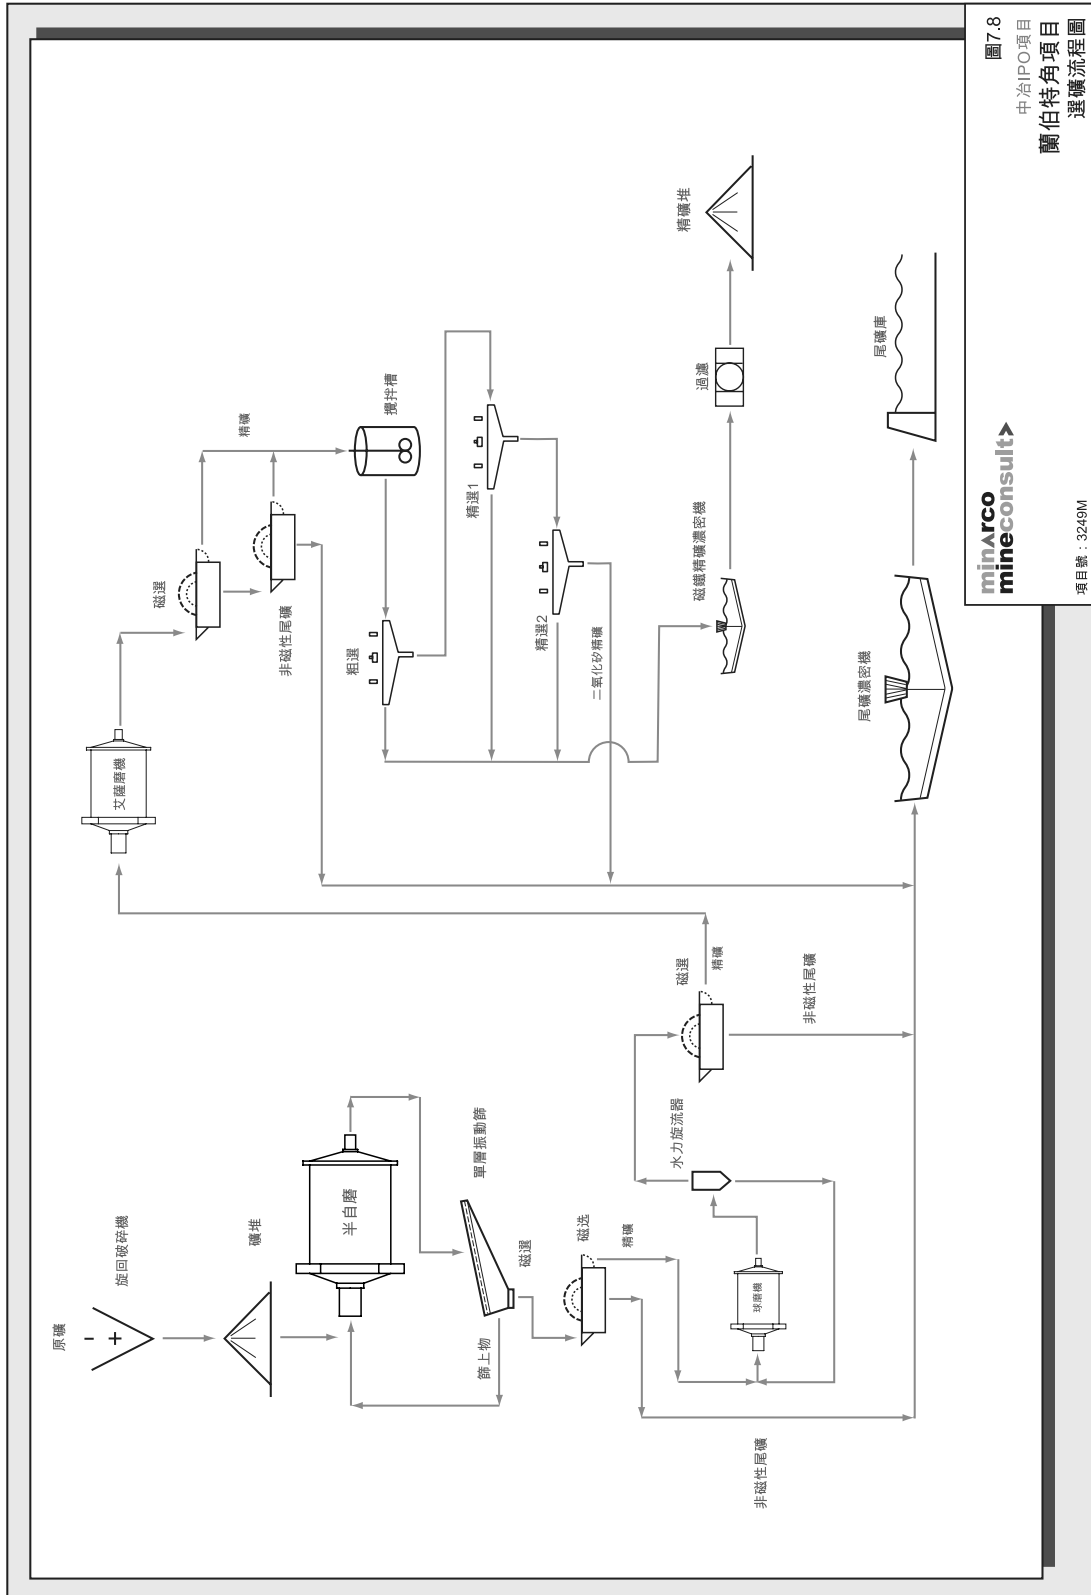 原礦
旋回破碎機
礦堆
半自磨
單層振動篩
篩上物
磁選
磁选
精礦
非磁性尾礦
球磨機
水力旋流器
磁選
精礦
非磁性尾礦
艾薩磨機
磁選
精礦
非磁性尾礦
攪拌槽
粗選
精選1
精選2
二氧化矽精礦
磁鐵精礦濃密機
過濾
精礦堆
尾礦濃密機
尾礦庫
minarco
mineconsult
項目號：3249M
圖7.8
中冶IPO項目
蘭伯特角項目
選礦流程圖